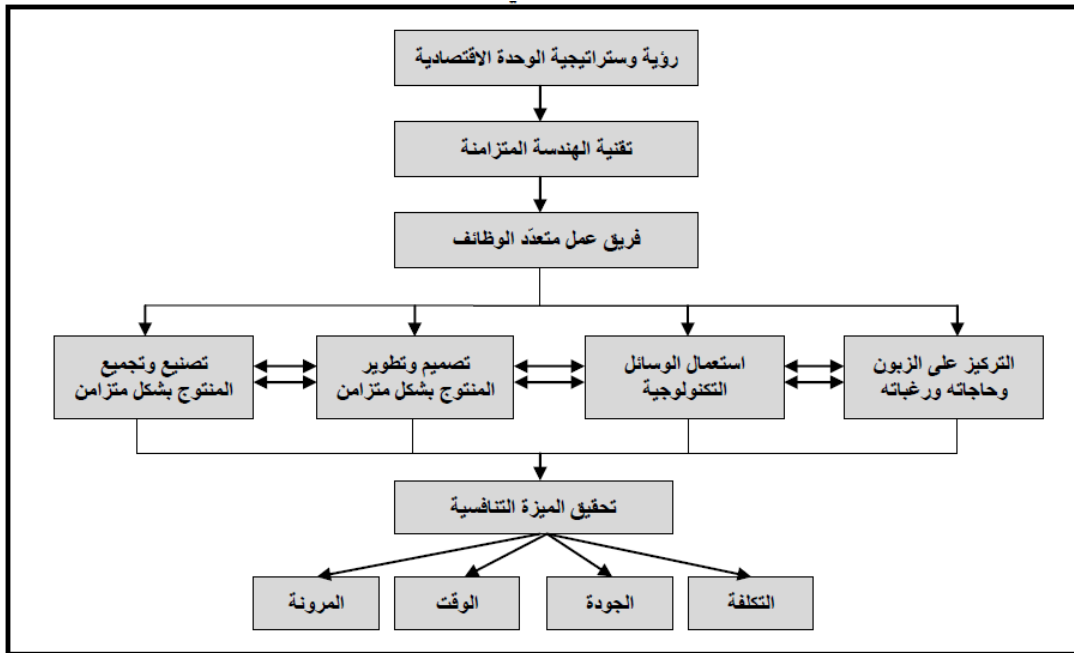 رؤية وستراتيجية الوحدة الاقتصادية
تقنية الهندسة المتزامنة
فريق عمل متعدّد الوظائف
التركيز على الزبون
وحاجاته ورغباته
استعمال الوسائل
التكنولوجية
تصميم وتطوير
المنتوج بشكل متزامن
تصنيع وتجميع
المنتوج بشكل متزامن
تحقيق الميزة التنافسية
التكلفة
الجودة
الوقت
المرونة